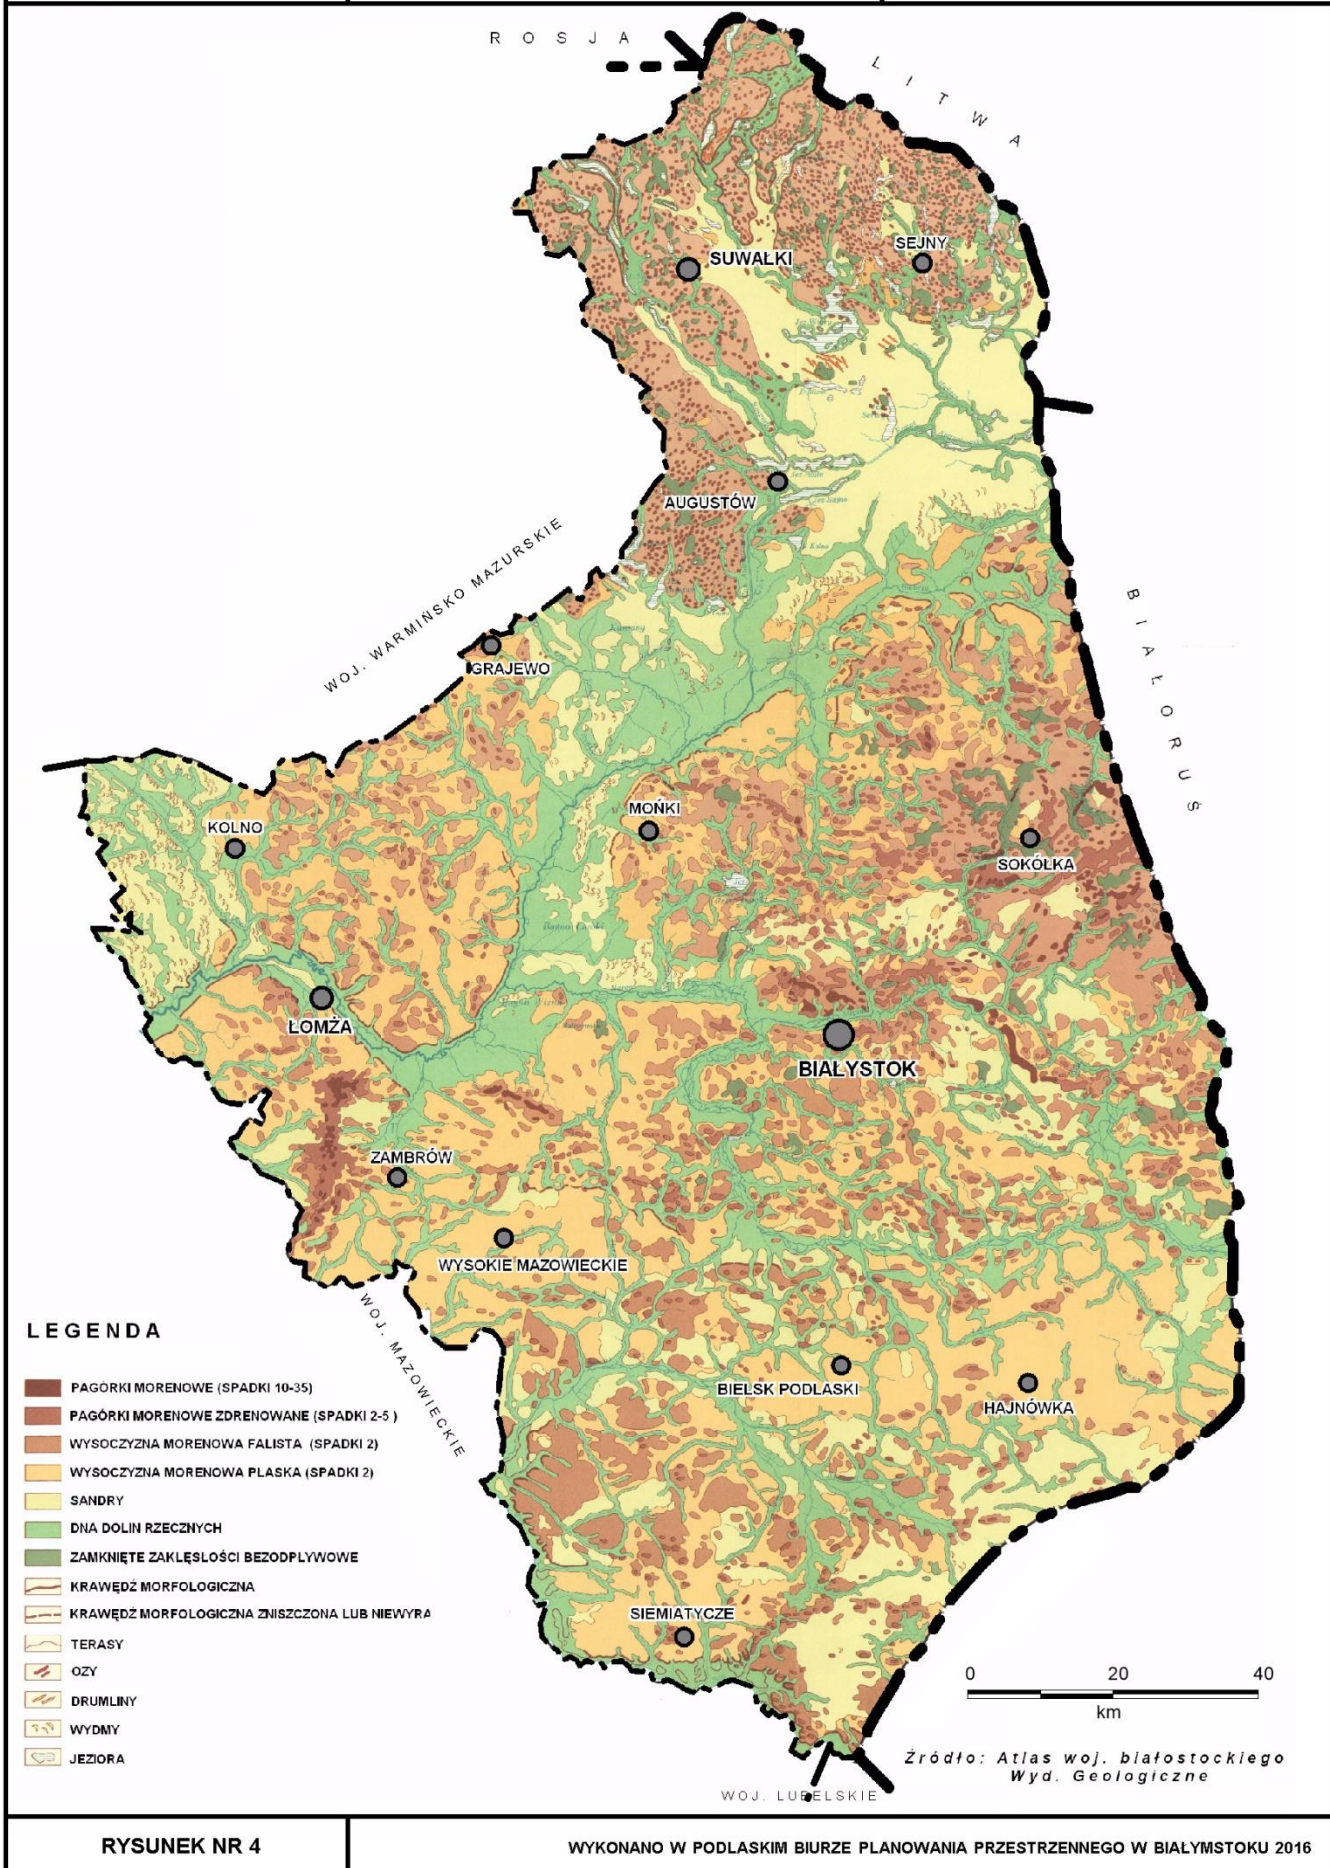 ROSJA
LITWA
SUWAŁKI
SEJNY
AUGUSTÓW
WOJ. WARMIŃSKO MAZURSKIE
BIAŁORUŚ
GRAJEWO
KOLNO
MOŃKI
SOKÓŁKA
ŁOMŻA
BIAŁYSTOK
ZAMBRÓW
WYSOKIE MAZOWIECKIE
WOJ. MAZOWIECKIE
BIELSK PODLASKI
HAJNÓWKA
SIEMIATYCZE
LEGENDA
PAGÓRKI MORENOWE (SPADKI 10-35)
PAGÓRKI MORENOWE ZDRENOWANE (SPADKI 2-5 )
WYSOCZYZNA MORENOWA FALISTA (SPADKI 2)
WYSOCZYZNA MORENOWA PLASKA (SPADKI 2)
SANDRY
DNA DOLIN RZECZNYCH
ZAMKNIĘTE ZAKLĘSŁOŚCI BEZODPŁYWOWE
KRAWĘDŹ MORFOLOGICZNA
KRAWĘDŹ MORFOLOGICZNA ZNISZCZONA LUB NIEWYRA
TERASY
OZY
DRUMLINY
WYDMY
JEZIORA
0 20 40
km
Źródło: Atlas woj. białostockiego
Wyd. Geologiczne
WOJ. LUBELSKIE
RYSUNEK NR 4
WYKONANO W PODLASKIM BIURZE PLANOWANIA PRZESTRZENNEGO W BIAŁYMSTOKU 2016